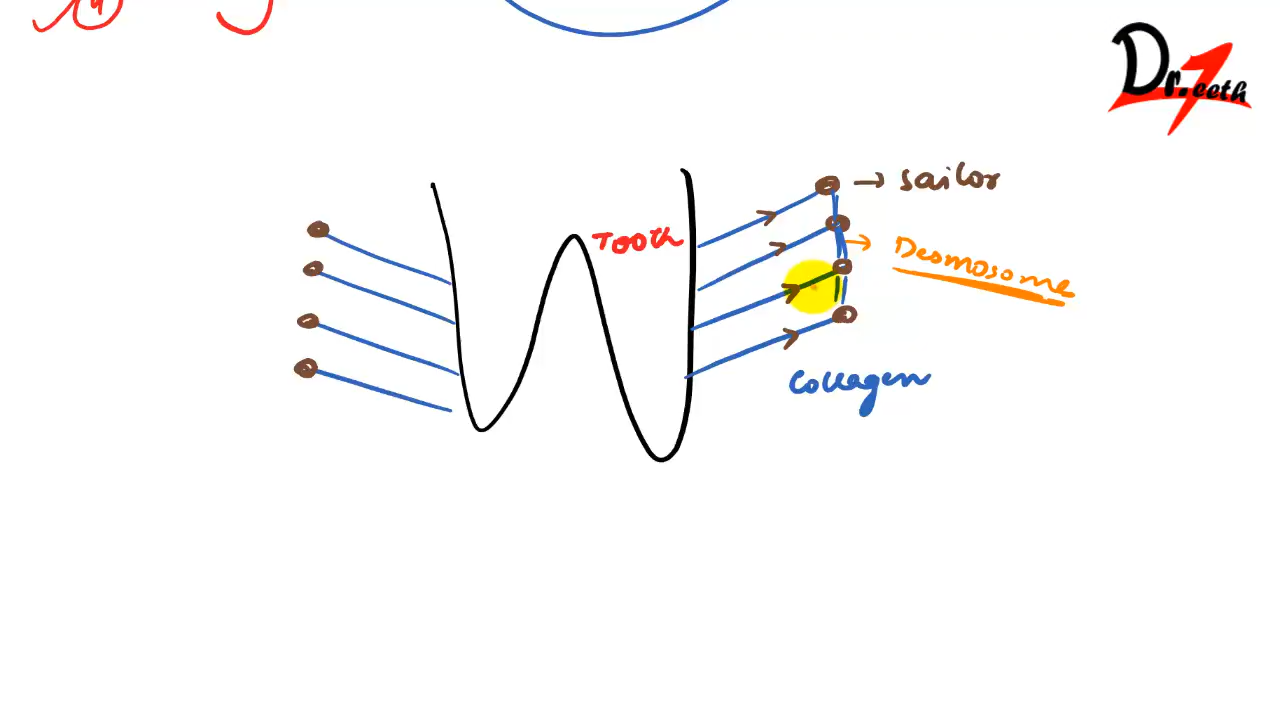 Dr.Teeth
→ sailor
Tooth
→ Desmosome
Collagen